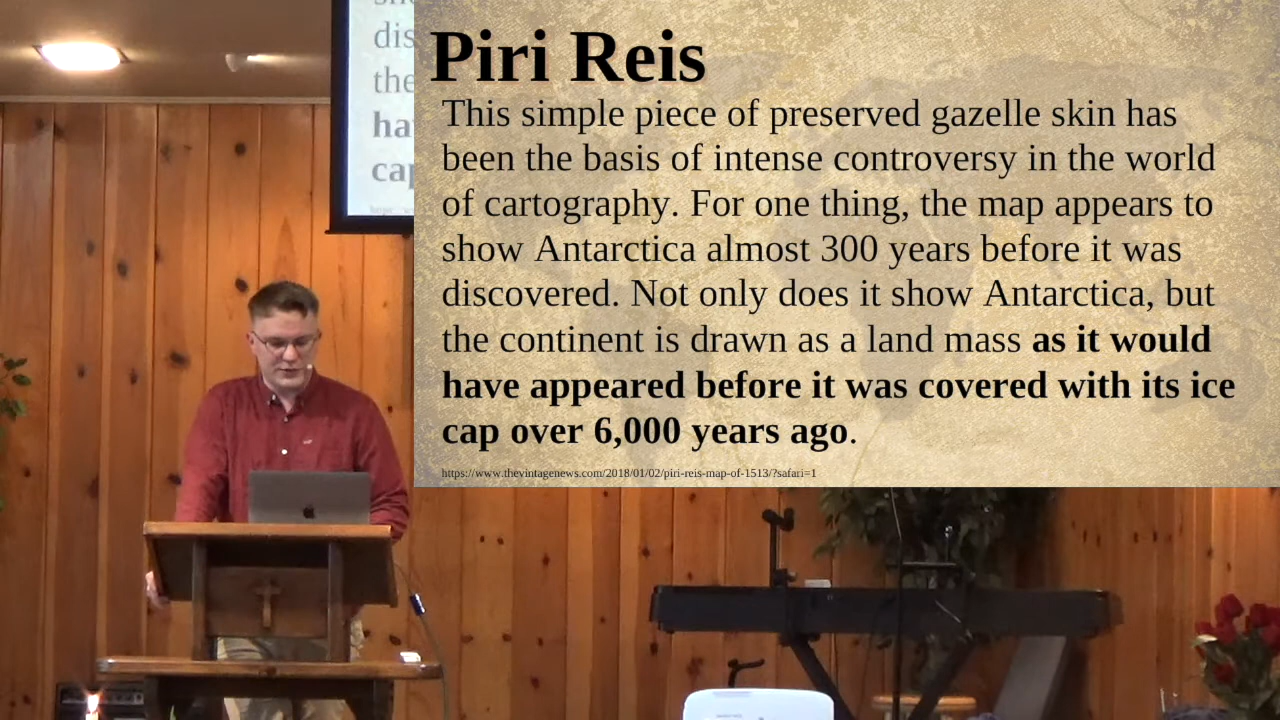 dis
the
ha
cap
Piri Reis
This simple piece of preserved gazelle skin has
been the basis of intense controversy in the world
of cartography. For one thing, the map appears to
show Antarctica almost 300 years before it was
discovered. Not only does it show Antarctica, but
the continent is drawn as a land mass as it would
have appeared before it was covered with its ice
cap over 6,000 years ago.
https://www.thevintagenews.com/2018/01/02/piri-reis-map-of-1513/?safari=1